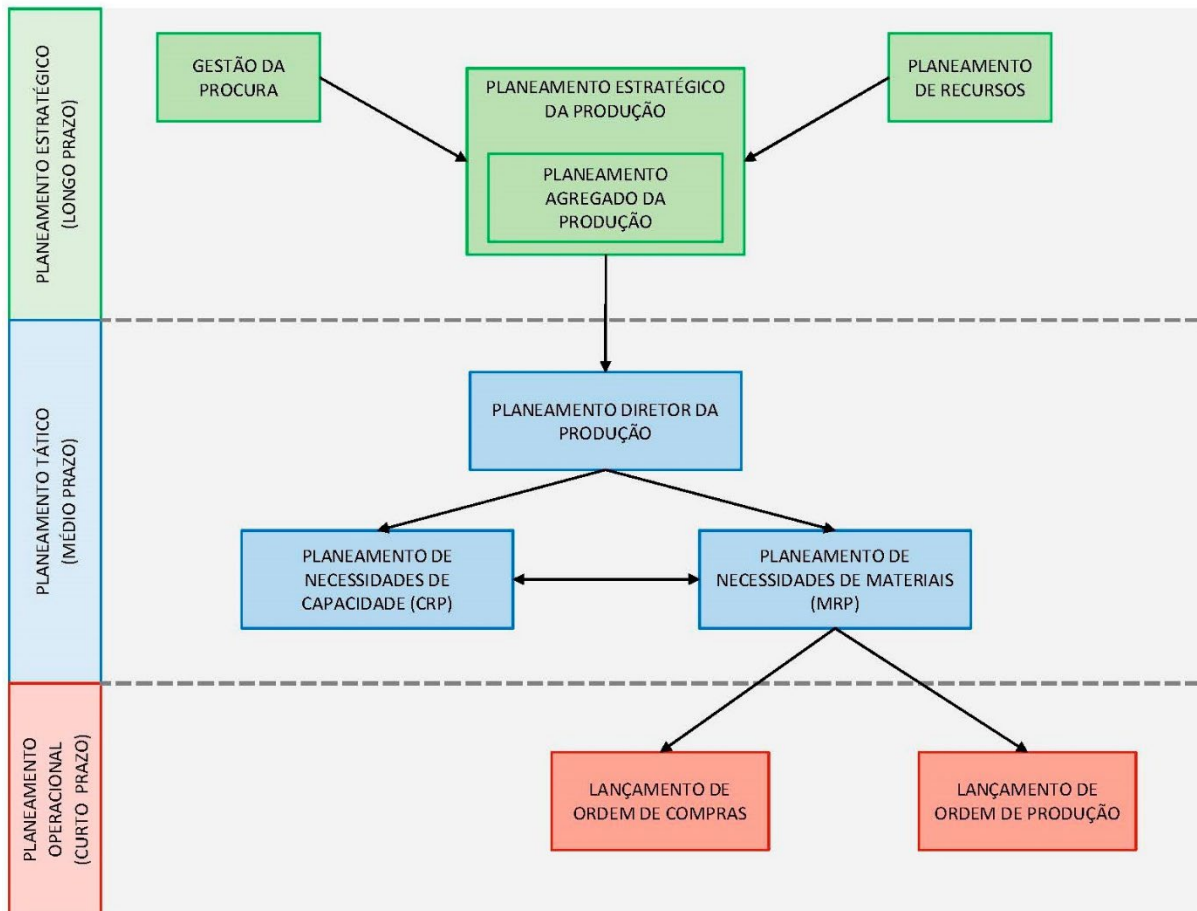 PLANEAMENTO ESTRATÉGICO
(LONGO PRAZO)
GESTÃO DA
PROCURA
PLANEAMENTO ESTRATÉGICO
DA PRODUÇÃO
PLANEAMENTO
AGREGADO DA
PRODUÇÃO
PLANEAMENTO
DE RECURSOS
PLANEAMENTO TÁTICO
(MÉDIO PRAZO)
PLANEAMENTO DIRETOR DA
PRODUÇÃO
PLANEAMENTO DE
NECESSIDADES DE
CAPACIDADE (CRP)
PLANEAMENTO DE
NECESSIDADES DE MATERIAIS
(MRP)
PLANEAMENTO
OPERACIONAL
(CURTO PRAZO)
LANÇAMENTO DE
ORDEM DE COMPRAS
LANÇAMENTO DE
ORDEM DE PRODUÇÃO